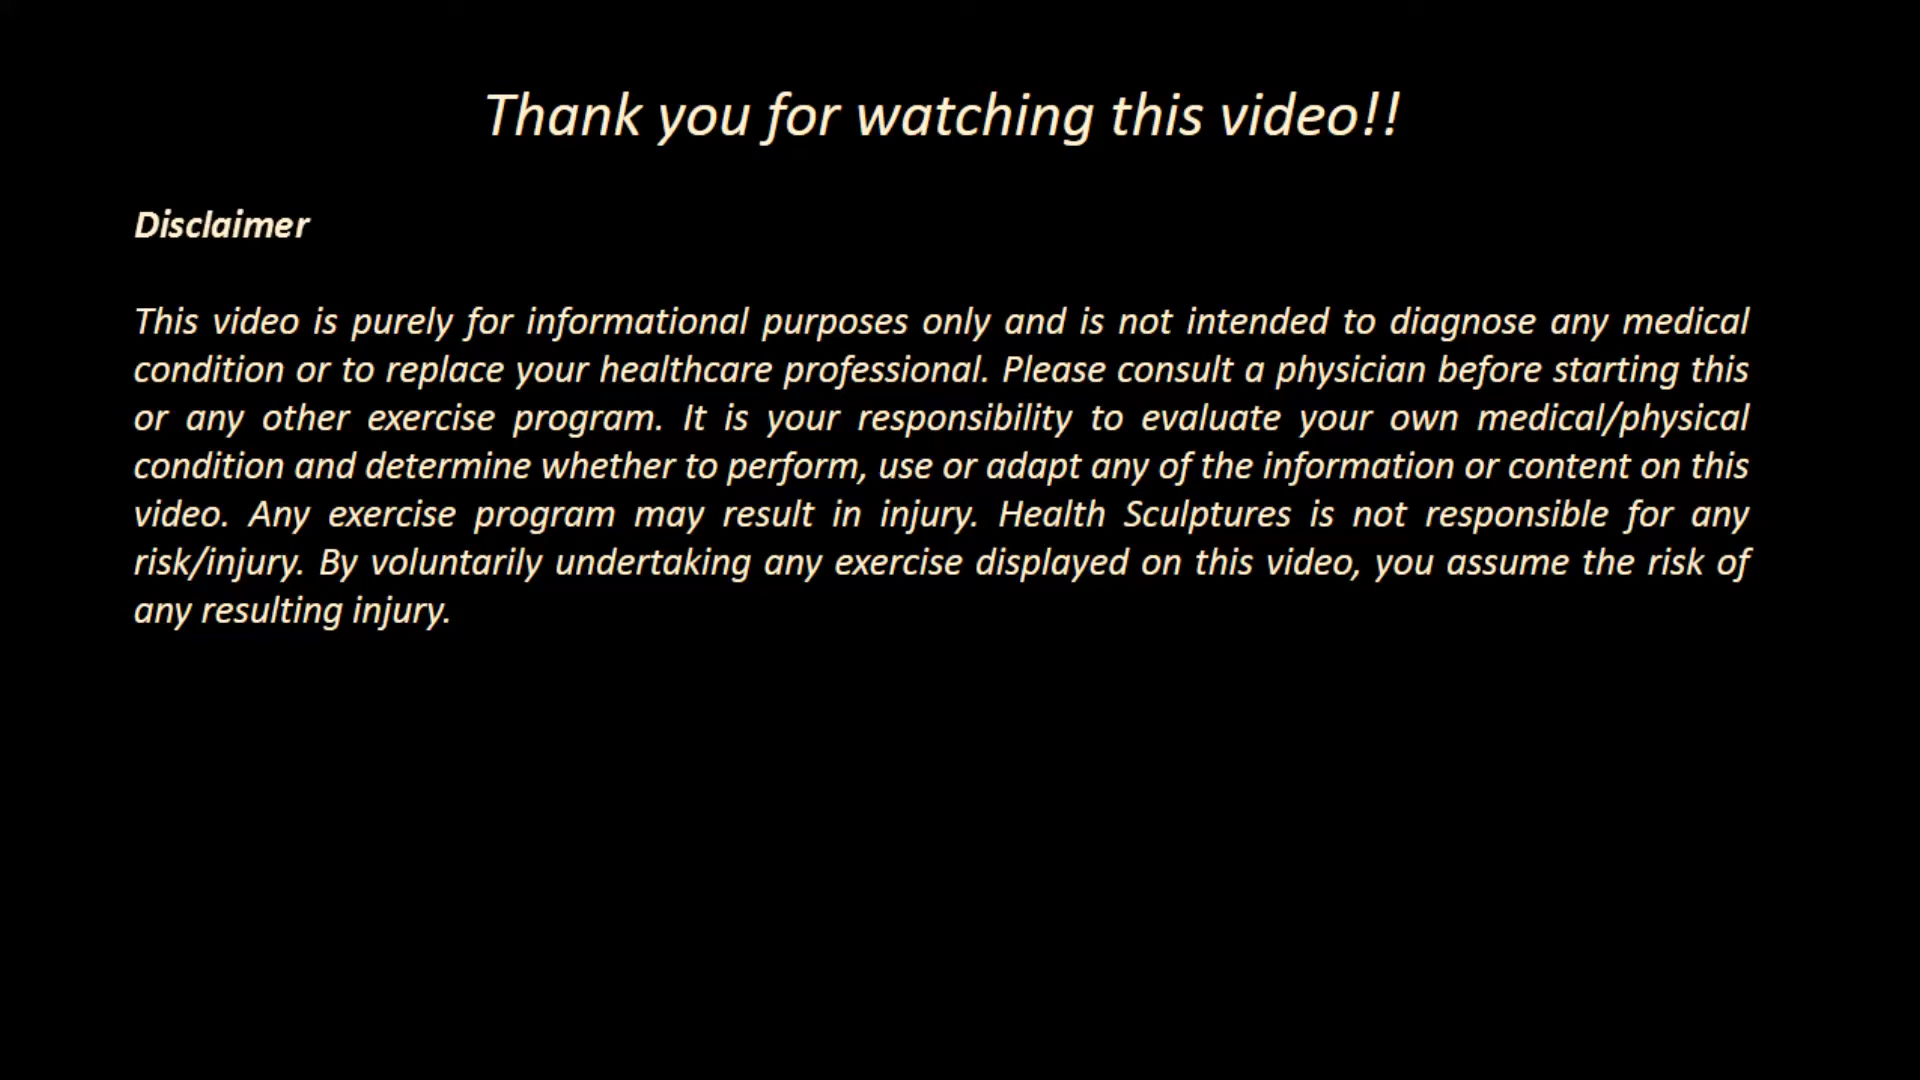 Thank you for watching this video!!
Disclaimer
This video is purely for informational purposes only and is not intended to diagnose any medical
condition or to replace your healthcare professional. Please consult a physician before starting this
or any other exercise program. It is your responsibility to evaluate your own medical/physical
condition and determine whether to perform, use or adapt any of the information or content on this
video. Any exercise program may result in injury. Health Sculptures is not responsible for any
risk/injury. By voluntarily undertaking any exercise displayed on this video, you assume the risk of
any resulting injury.